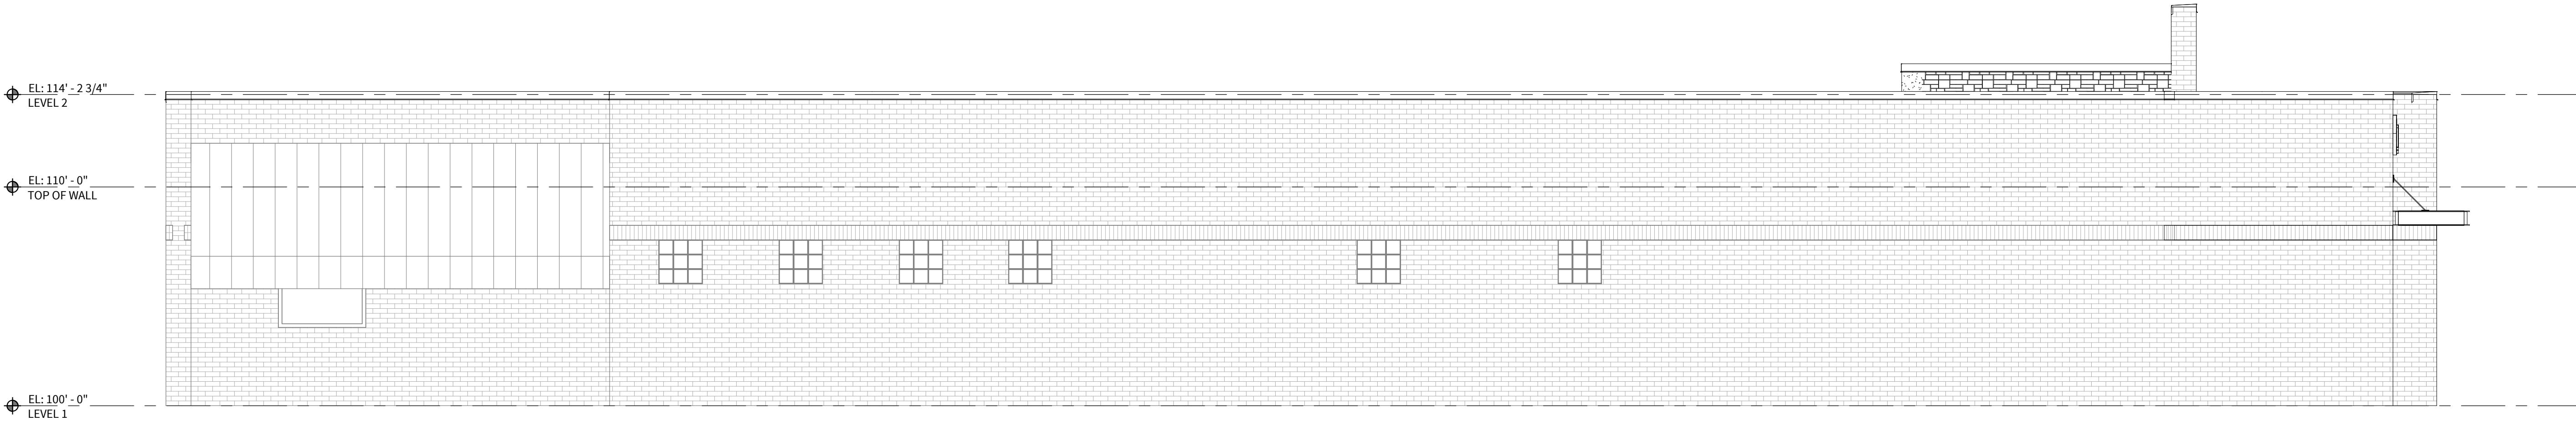 EL: 114' - 2 3/4"
LEVEL 2
EL: 110' - 0"
TOP OF WALL
EL: 100' - 0"
LEVEL 1